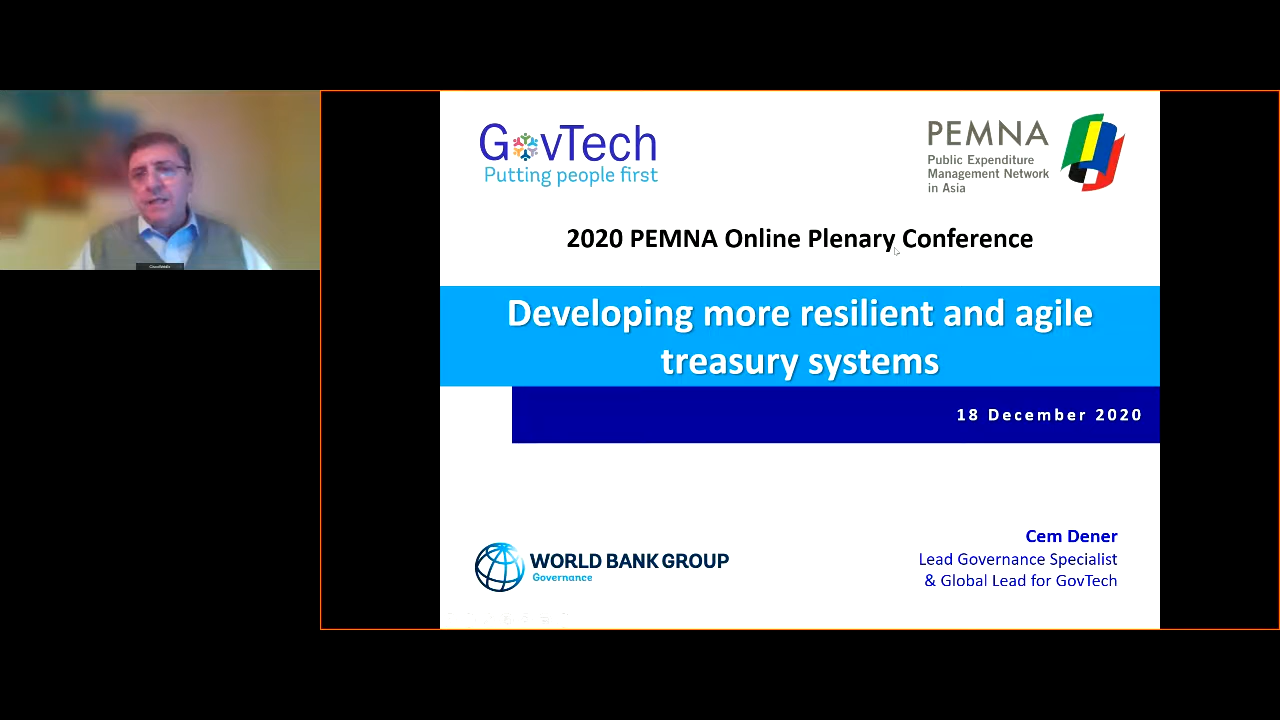 GovTech
Putting people first
PEMNA
Public Expenditure
Management Network
in Asia
2020 PEMNA Online Plenary Conference
Developing more resilient and agile
treasury systems
18 December 2020
WORLD BANK GROUP
Governance
Cem Dener
Lead Governance Specialist
& Global Lead for GovTech